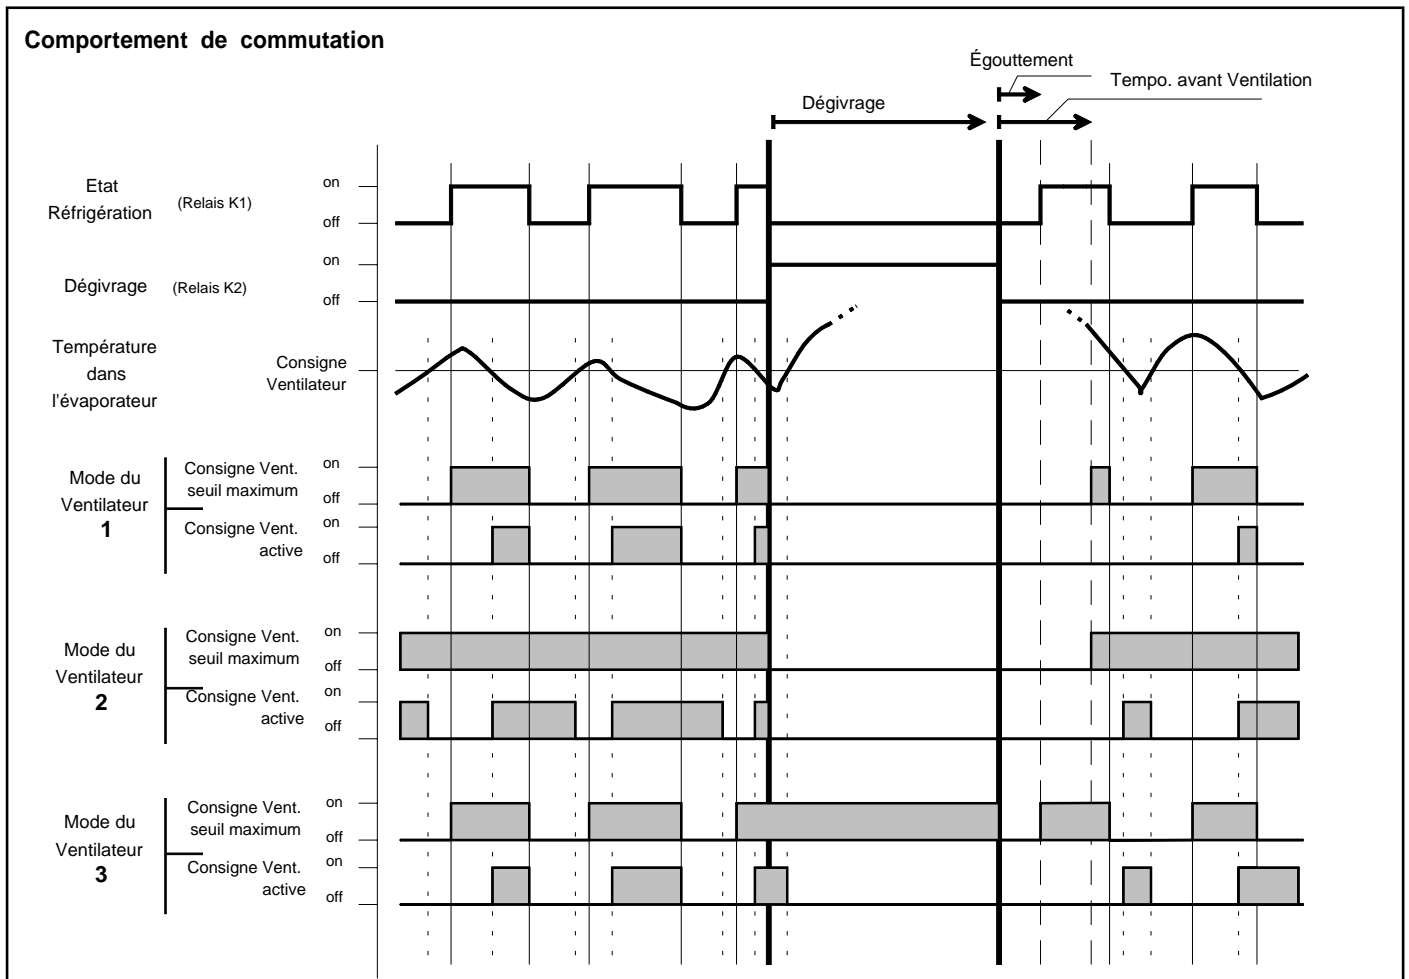 Comportement de commutation
Égouttement
Tempo. avant Ventilation
Dégivrage
Etat
Réfrigération
(Relais K1)
on
off
Dégivrage
(Relais K2)
on
off
Température
dans
l'évaporateur
Consigne
Ventilateur
Mode du
Ventilateur
1
Consigne Vent.
seuil maximum
on
off
Consigne Vent.
active
on
off
Mode du
Ventilateur
2
Consigne Vent.
seuil maximum
on
off
Consigne Vent.
active
on
off
Mode du
Ventilateur
3
Consigne Vent.
seuil maximum
on
off
Consigne Vent.
active
on
off